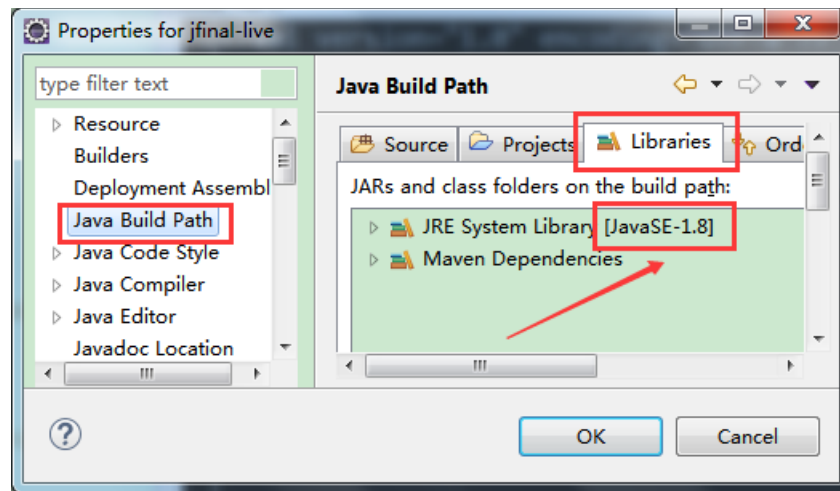 Properties for jfinal-live
type filter text
Resource
Builders
Deployment Assembl
Java Build Path
Java Code Style
Java Compiler
Java Editor
Javadoc Location
Java Build Path
Source
Projects
Libraries
Ord
JARs and class folders on the build path:
JRE System Library [JavaSE-1.8]
Maven Dependencies
OK
Cancel